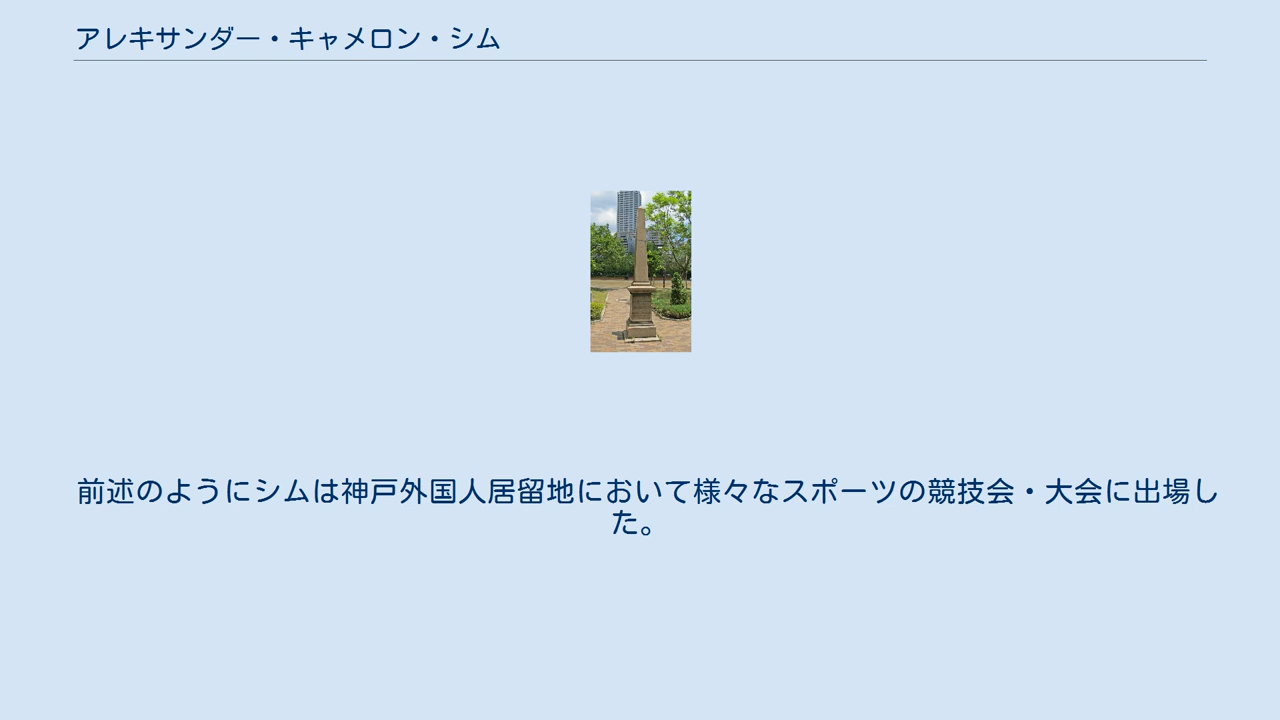 アレキサンダー・キャメロン・シム
前述のようにシムは神戸外国人居留地において様々なスポーツの競技会・大会に出場し
た。